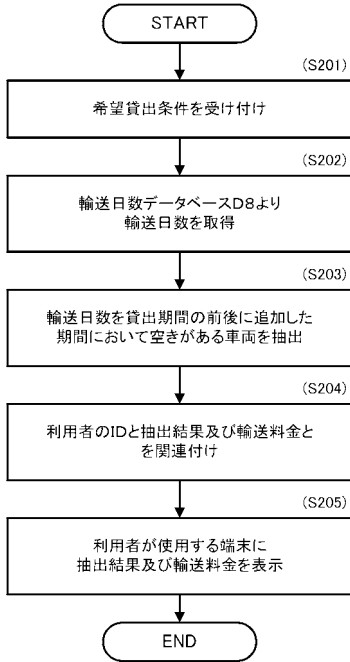 START
(S201)
希望貸出条件を受け付け
(S202)
輸送日数データベースD8より
輸送日数を取得
(S203)
輸送日数を貸出期間の前後に追加した
期間において空きがある車両を抽出
(S204)
利用者のIDと抽出結果及び輸送料金と
を関連付け
(S205)
利用者が使用する端末に
抽出結果及び輸送料金を表示
END